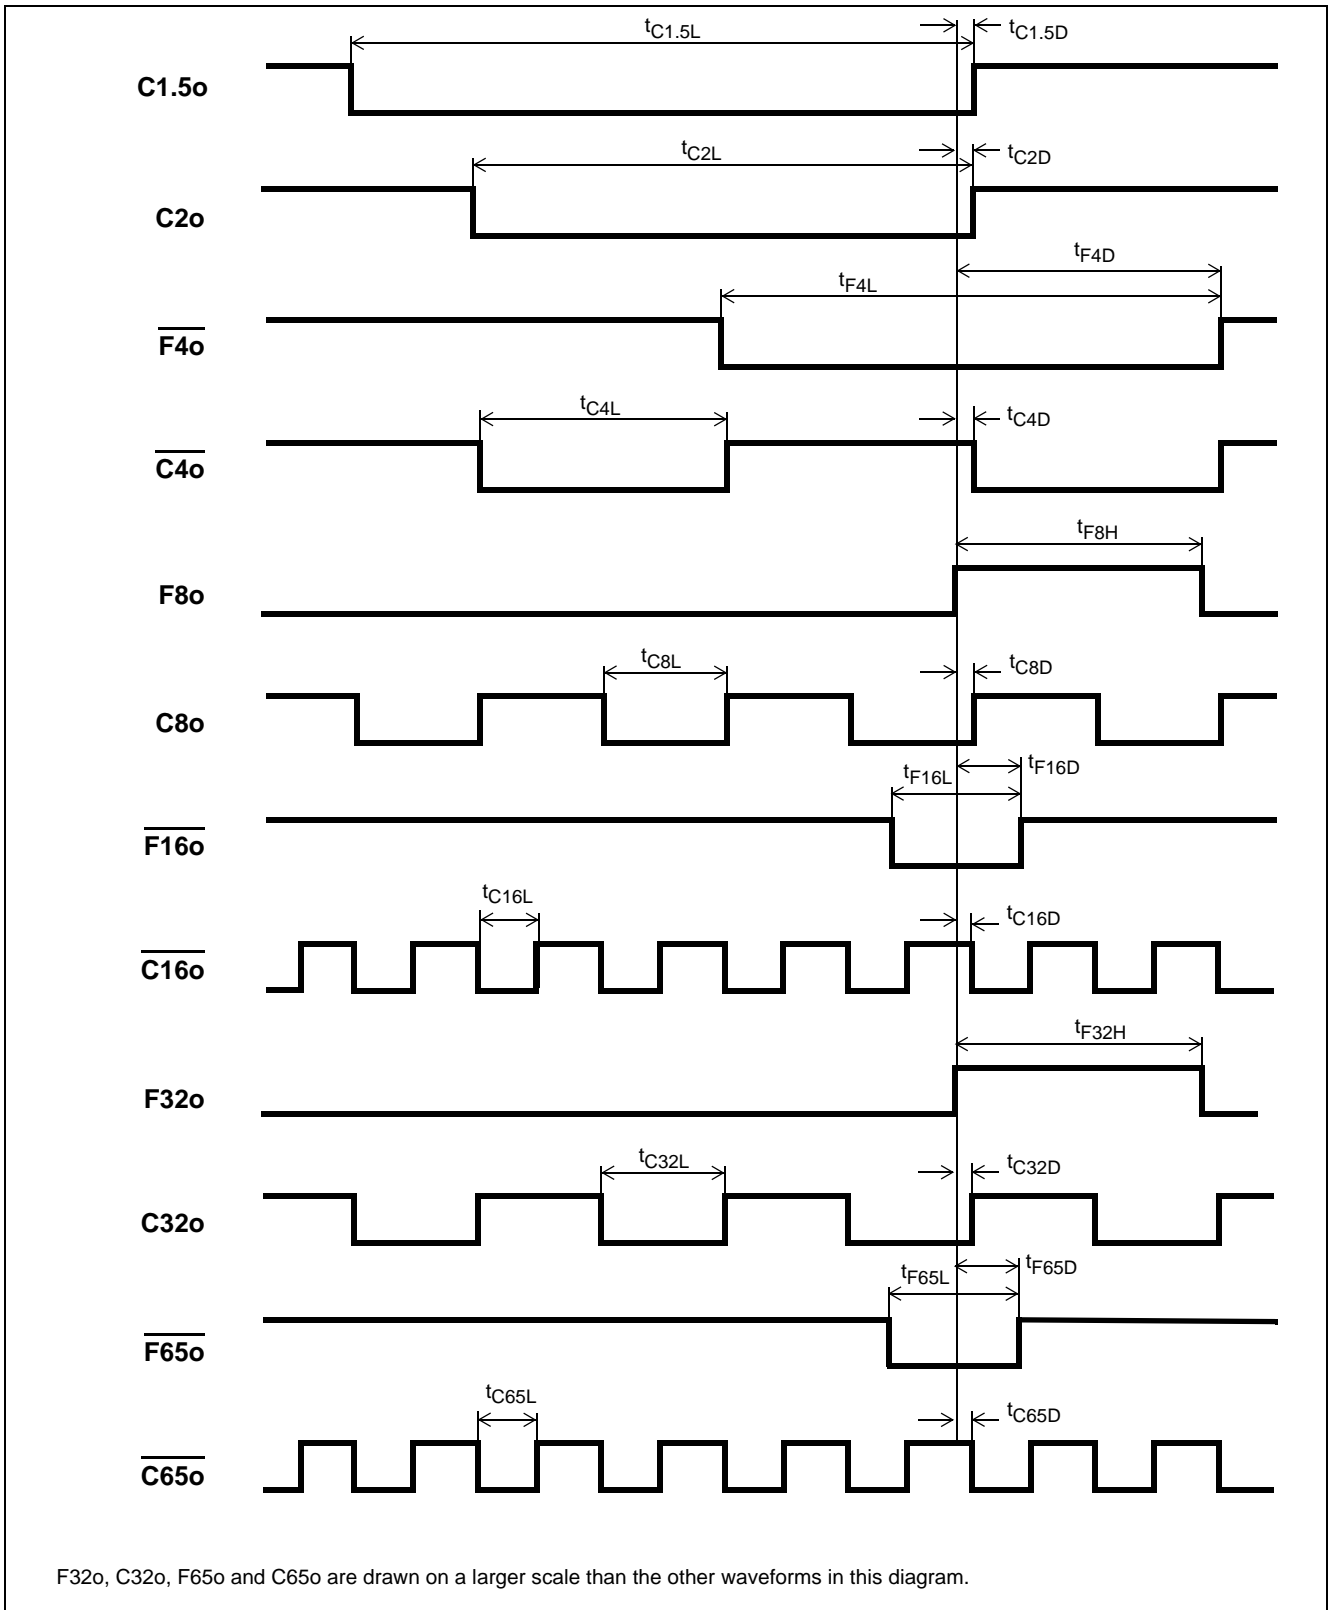 tC1.5L
tC1.5D
C1.5o
tC2L
tC2D
C2o
tF4D
tF4L
F4o
tC4L
tC4D
C4o
tF8H
F8o
tC8L
tC8D
C8o
tF16L
tF16D
F16o
tC16L
tC16D
C16o
tF32H
F32o
tC32L
tC32D
C32o
tF65L
tF65D
F65o
tC65L
tC65D
C65o
F32o, C32o, F65o and C65o are drawn on a larger scale than the other waveforms in this diagram.